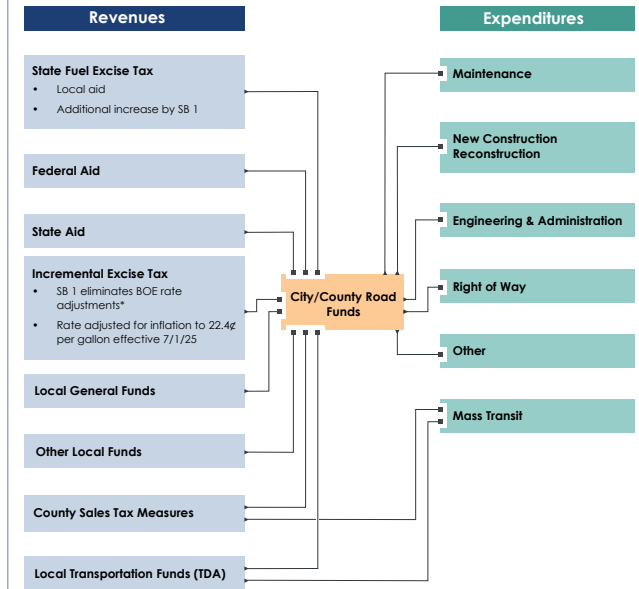 Revenues
State Fuel Excise Tax
• Local aid
• Additional increase by SB 1
Federal Aid
State Aid
Incremental Excise Tax
• SB 1 eliminates BOE rate
adjustments*
• Rate adjusted for inflation to 22.4¢
per gallon effective 7/1/25
Local General Funds
Other Local Funds
County Sales Tax Measures
Local Transportation Funds (TDA)
City/County Road
Funds
Expenditures
Maintenance
New Construction
Reconstruction
Engineering & Administration
Right of Way
Other
Mass Transit